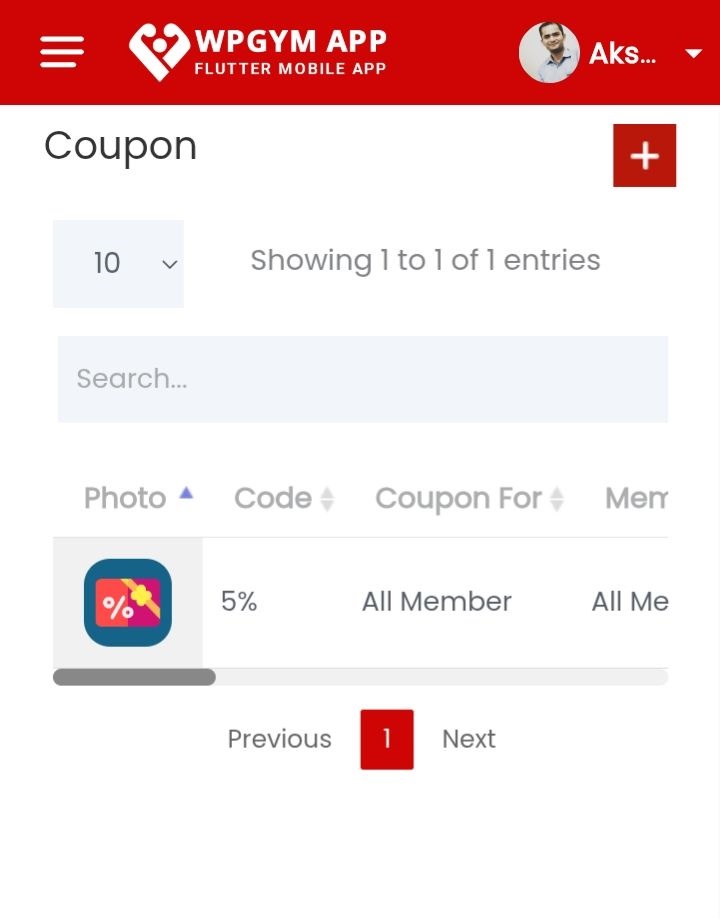 WPGYM APP
FLUTTER MOBILE APP
Aks...
Coupon
+
10
Showing 1 to 1 of 1 entries
Search...
Photo Code Coupon For Mem
%
5% All Member All Me
Previous 1 Next